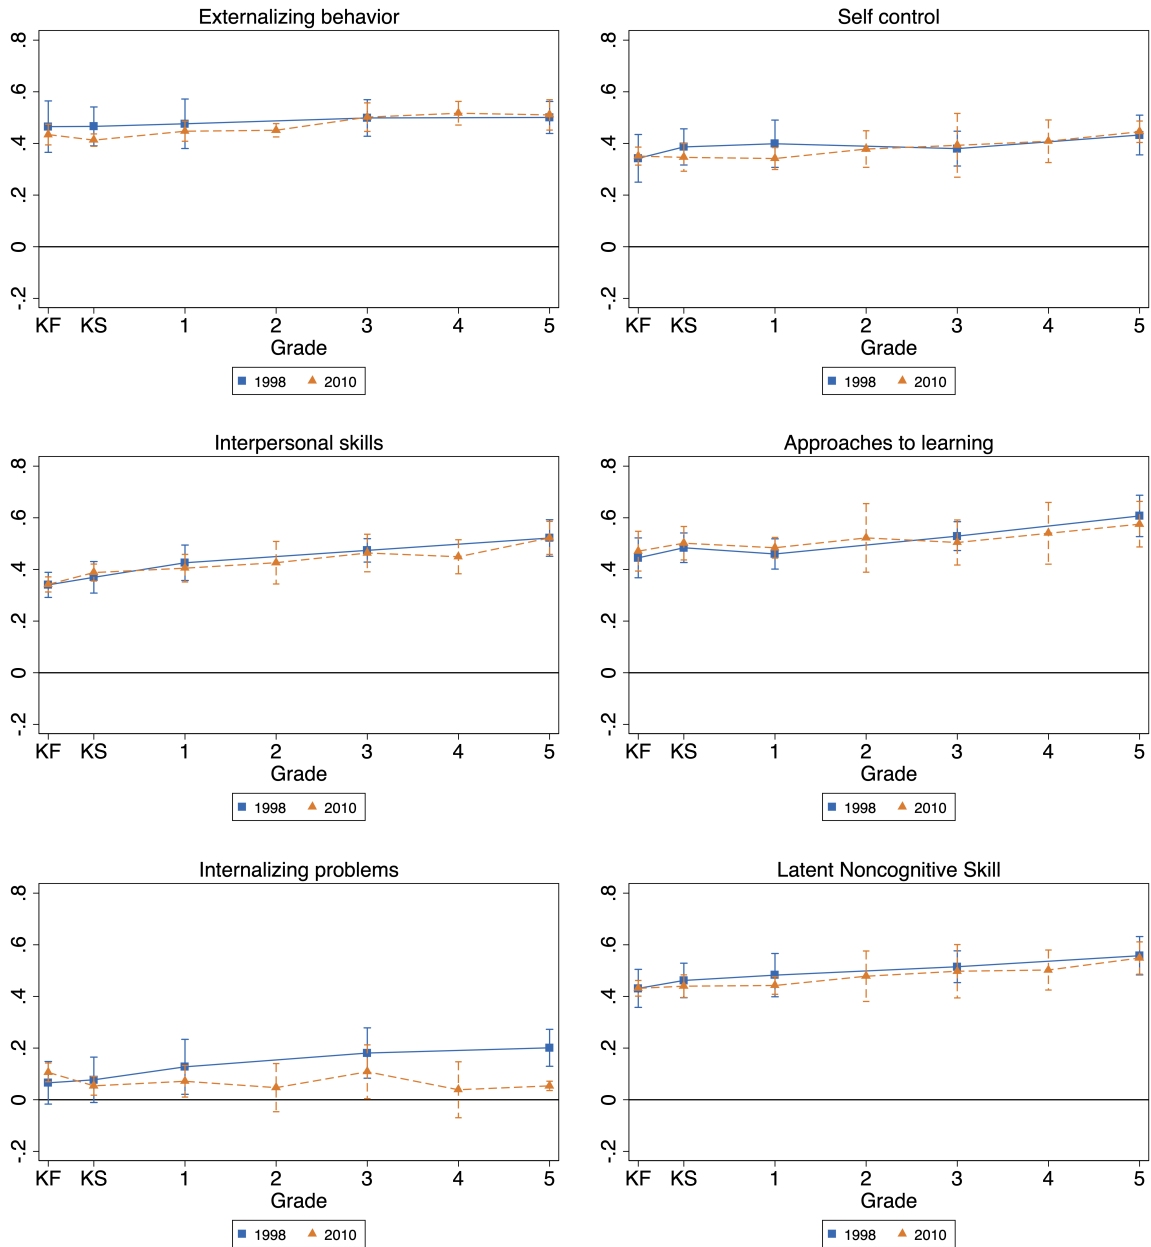 Externalizing behavior
.8
.6
.4
.2
0
-.2
KF KS 1 2 3 4 5
Grade
1998 2010
Self control
.8
.6
.4
.2
0
-.2
KF KS 1 2 3 4 5
Grade
1998 2010
Interpersonal skills
.8
.6
.4
.2
0
-.2
KF KS 1 2 3 4 5
Grade
1998 2010
Approaches to learning
.8
.6
.4
.2
0
-.2
KF KS 1 2 3 4 5
Grade
1998 2010
Internalizing problems
.8
.6
.4
.2
0
-.2
KF KS 1 2 3 4 5
Grade
1998 2010
Latent Noncognitive Skill
.8
.6
.4
.2
0
-.2
KF KS 1 2 3 4 5
Grade
1998 2010